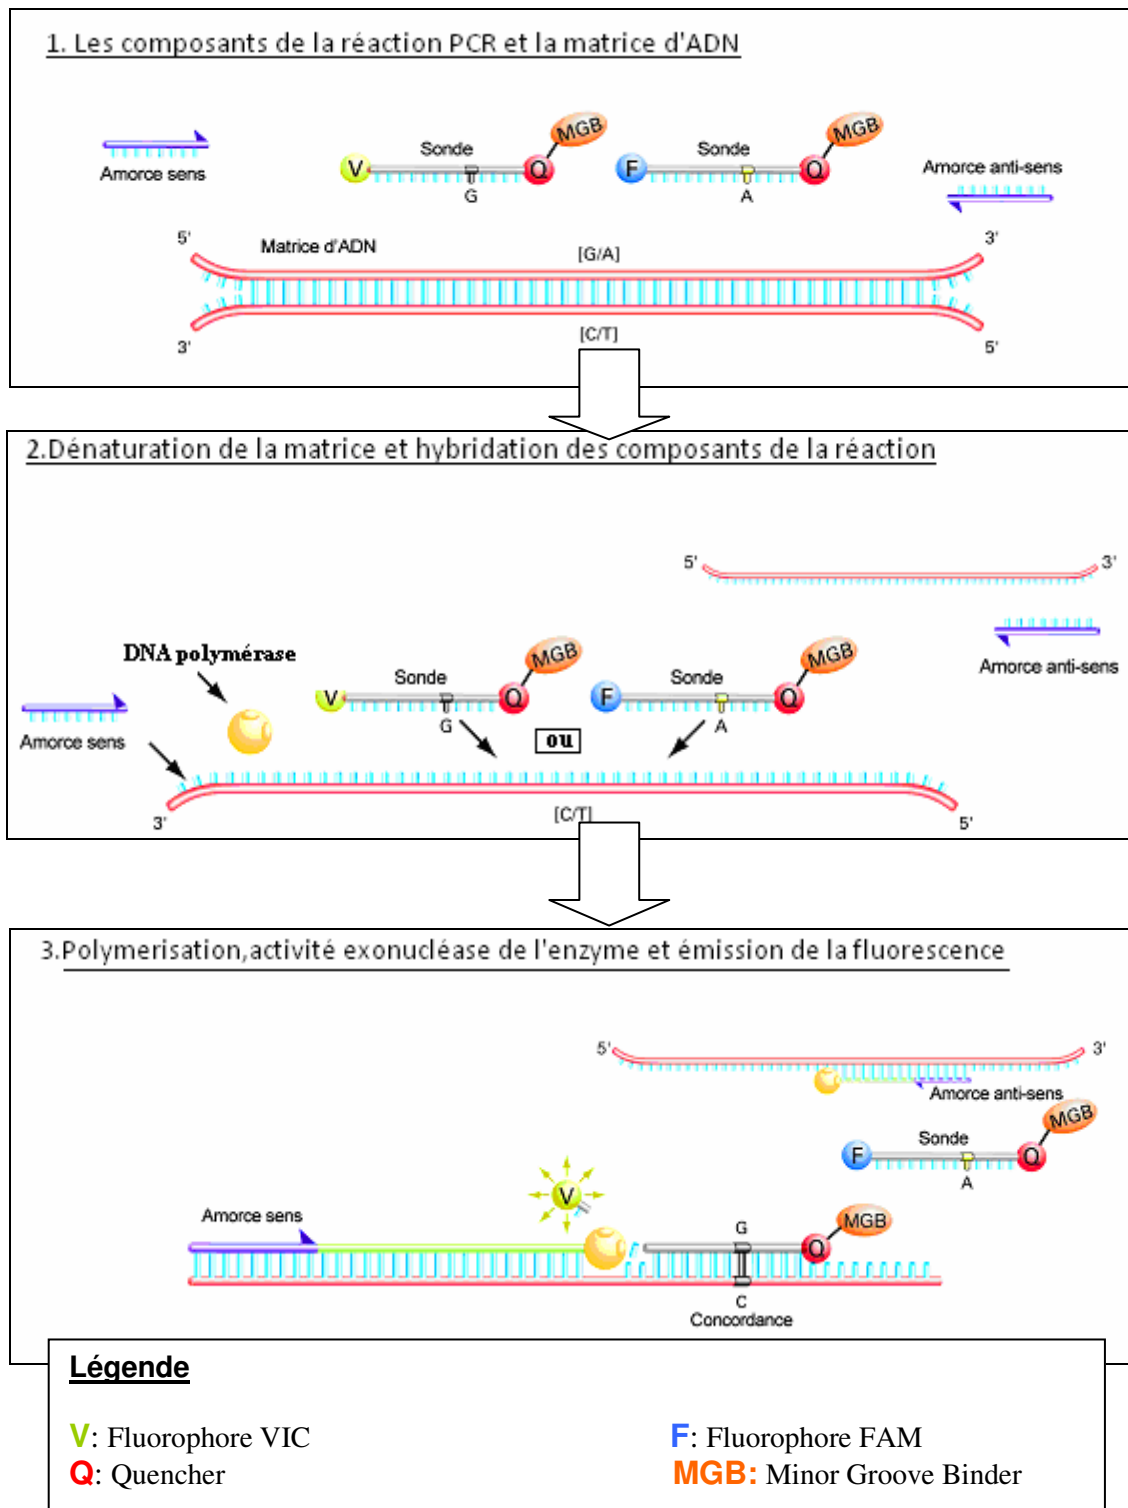 1. Les composants de la réaction PCR et la matrice d'ADN
MGB
MGB
Sonde
Sonde
V
Q
F
Q
Amorce sens
G
A
Amorce anti-sens
5'
Matrice d'ADN
[G/A]
3'
3'
[C/T]
5'
2.Dénaturation de la matrice et hybridation des composants de la réaction
5'
3'
DNA polymérase
MGB
MGB
Amorce anti-sens
Sonde
Sonde
V
Q
F
Q
Amorce sens
G
ou
A
3'
[C/T]
5'
3.Polymerisation,activité exonucléase de l'enzyme et émission de la fluorescence
5'
3'
Amorce anti-sens
MGB
Sonde
F
Q
A
V
Amorce sens
G
MGB
Q
C
Concordance
Légende
V: Fluorophore VIC
F: Fluorophore FAM
Q: Quencher
MGB: Minor Groove Binder